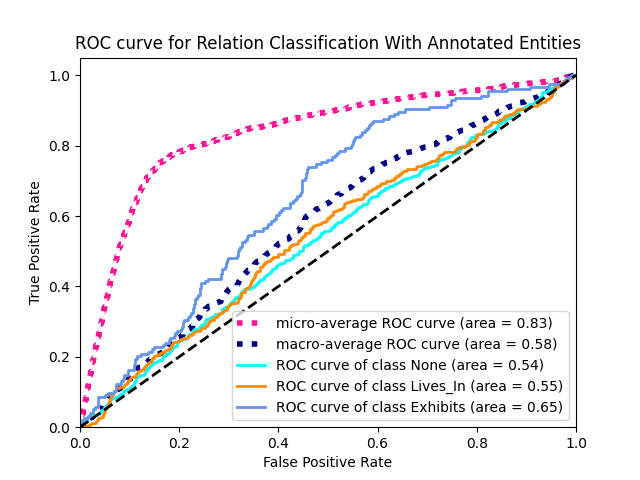 ROC curve for Relation Classification With Annotated Entities
True Positive Rate
1.0
0.8
0.6
0.4
0.2
0.0
micro-average ROC curve (area = 0.83)
macro-average ROC curve (area = 0.58)
ROC curve of class None (area = 0.54)
ROC curve of class Lives_In (area = 0.55)
ROC curve of class Exhibits (area = 0.65)
0.0 0.2 0.4 0.6 0.8 1.0
False Positive Rate